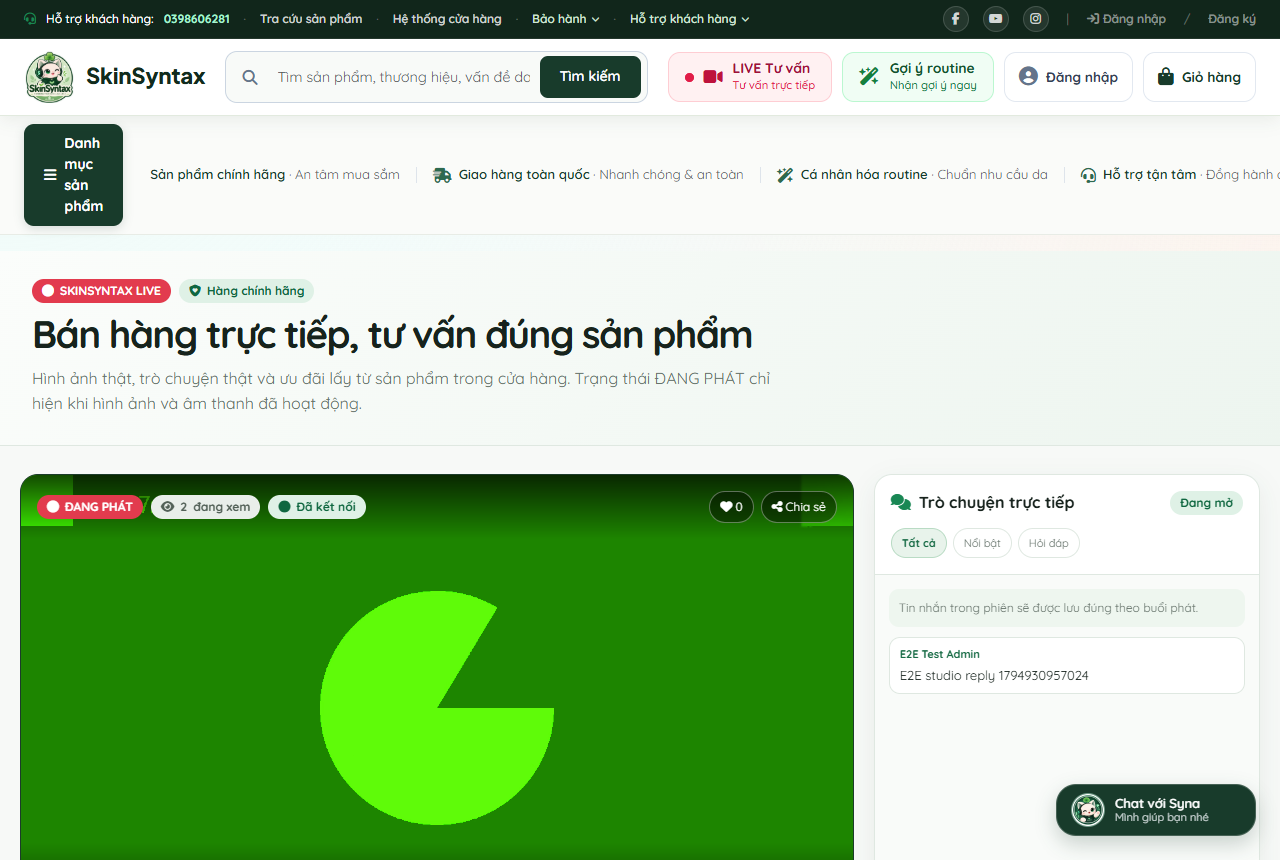 Hỗ trợ khách hàng: 0398606281 · Tra cứu sản phẩm · Hệ thống cửa hàng · Bảo hành · Hỗ trợ khách hàng | Đăng nhập / Đăng ký
SkinSyntax
SkinSyntax
Tìm sản phẩm, thương hiệu, vấn đề da
Tìm kiếm
LIVE Tư vấn
Tư vấn trực tiếp
Gợi ý routine
Nhận gợi ý ngay
Đăng nhập
Giỏ hàng
Danh
mục
sản
phẩm
Sản phẩm chính hãng · An tâm mua sắm
Giao hàng toàn quốc · Nhanh chóng & an toàn
Cá nhân hóa routine · Chuẩn nhu cầu da
Hỗ trợ tận tâm · Đồng hành
SKINSYNTAX LIVE
Hàng chính hãng
Bán hàng trực tiếp, tư vấn đúng sản phẩm
Hình ảnh thật, trò chuyện thật và ưu đãi lấy từ sản phẩm trong cửa hàng. Trạng thái ĐANG PHÁT chỉ
hiện khi hình ảnh và âm thanh đã hoạt động.
ĐANG PHÁT
2 đang xem
Đã kết nối
0
Chia sẻ
Trò chuyện trực tiếp
Đang mở
Tất cả
Nổi bật
Hỏi đáp
Tin nhắn trong phiên sẽ được lưu đúng theo buổi phát.
E2E Test Admin
E2E studio reply 1794930957024
Chat với Syna
Mình giúp bạn nhé